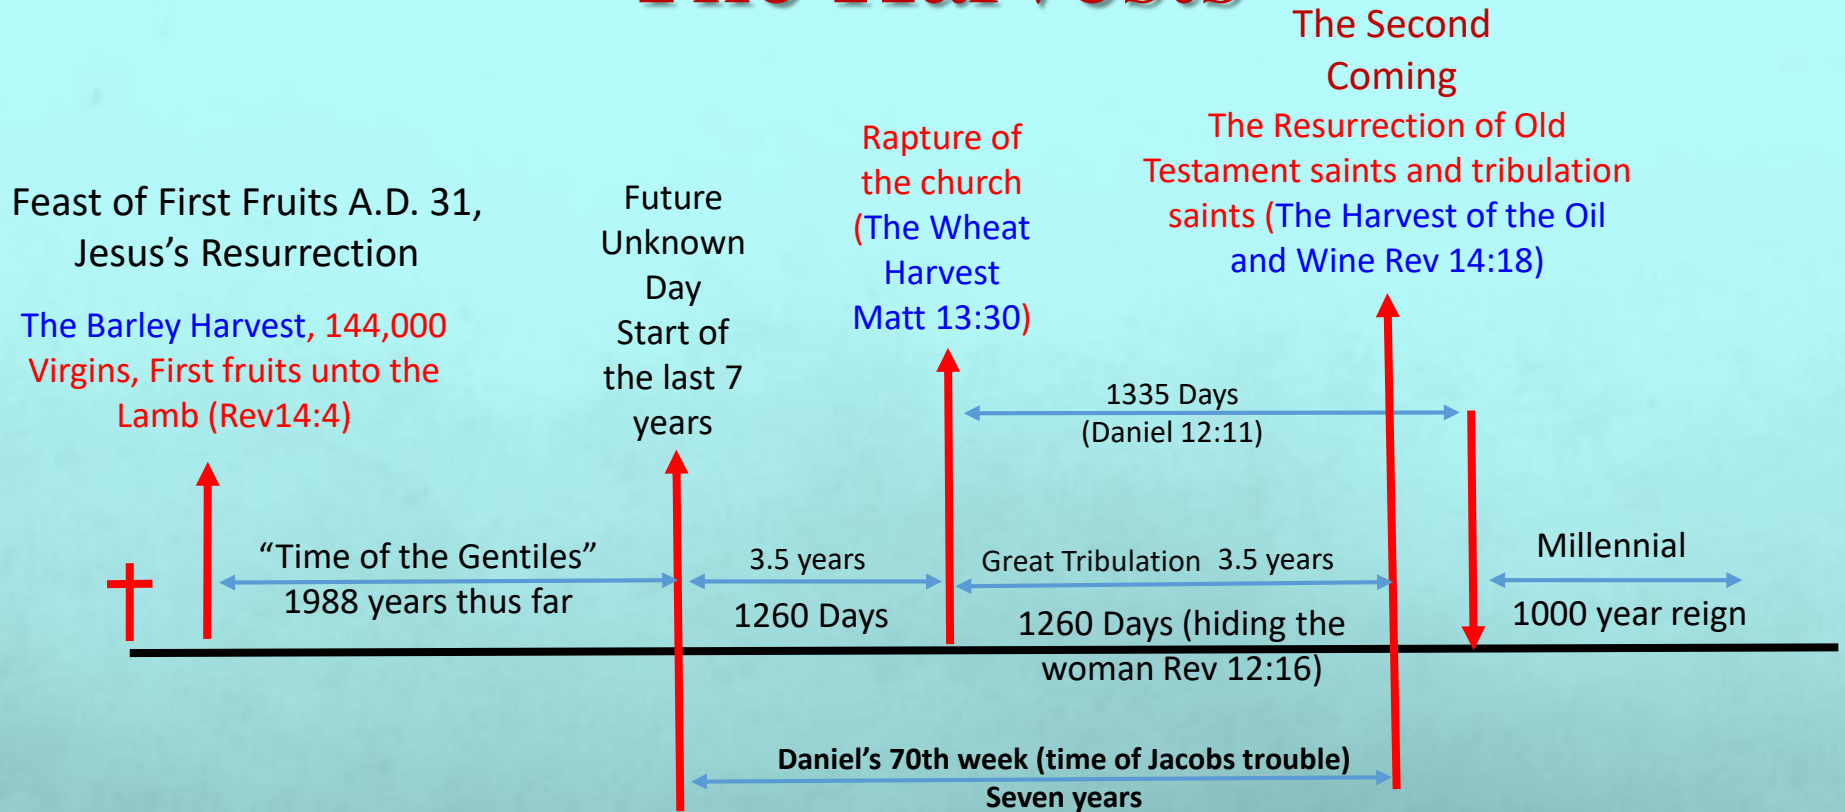 The Harvests
The Second
Coming
The Resurrection of Old
Testament saints and tribulation
saints (The Harvest of the Oil
and Wine Rev 14:18)
Rapture of
the church
(The Wheat
Harvest
Matt 13:30)
Future
Unknown
Day
Start of
the last 7
years
Feast of First Fruits A.D. 31,
Jesus's Resurrection
The Barley Harvest, 144,000
Virgins, First fruits unto the
Lamb (Rev14:4)
1335 Days
(Daniel 12:11)
“Time of the Gentiles”
1988 years thus far
3.5 years
1260 Days
Great Tribulation 3.5 years
1260 Days (hiding the
woman Rev 12:16)
Millennial
1000 year reign
Daniel’s 70th week (time of Jacobs trouble)
Seven years